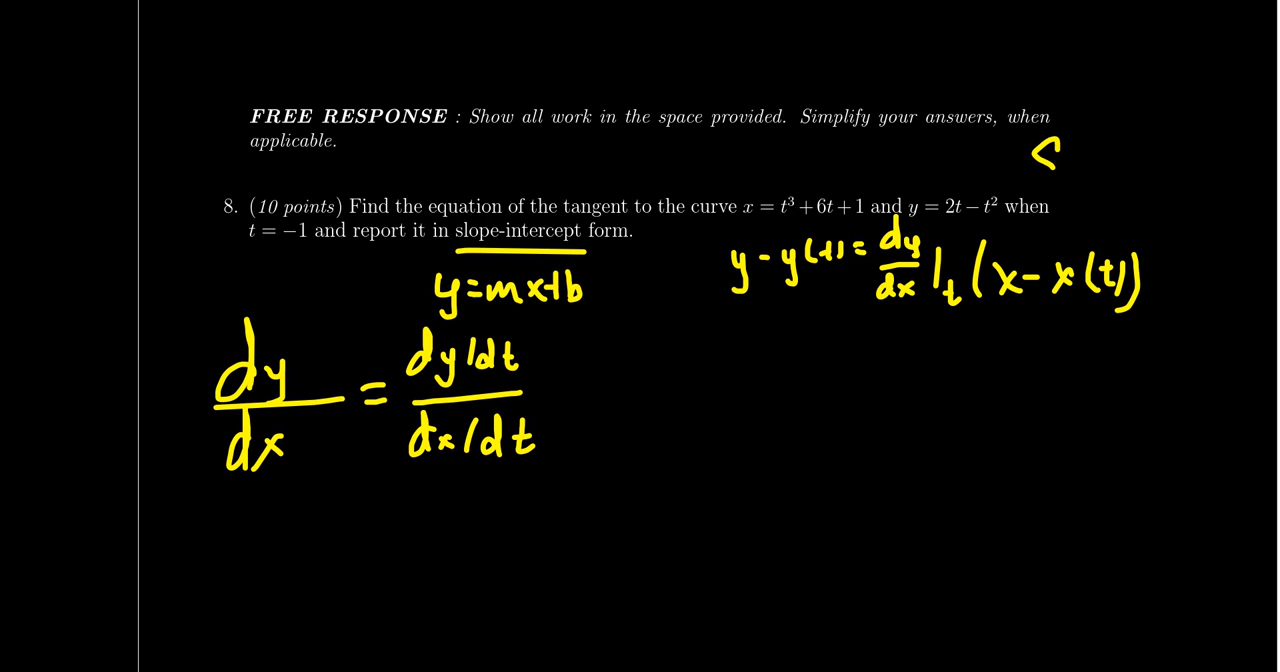 FREE RESPONSE : Show all work in the space provided. Simplify your answers, when
applicable.
8. (10 points) Find the equation of the tangent to the curve x = t³ + 6t + 1 and y = 2t − t² when
t = −1 and report it in slope-intercept form.
y - y(t) = dy/dx |t (x - x(t))
y = mx + b
dy/dx = (dy/dt)/(dx/dt)